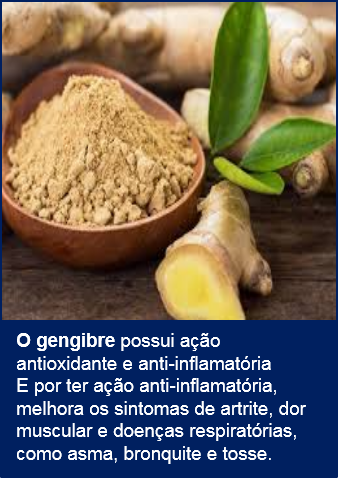 O gengibre possui ação
antioxidante e anti-inflamatória
E por ter ação anti-inflamatória,
melhora os sintomas de artrite, dor
muscular e doenças respiratórias,
como asma, bronquite e tosse.